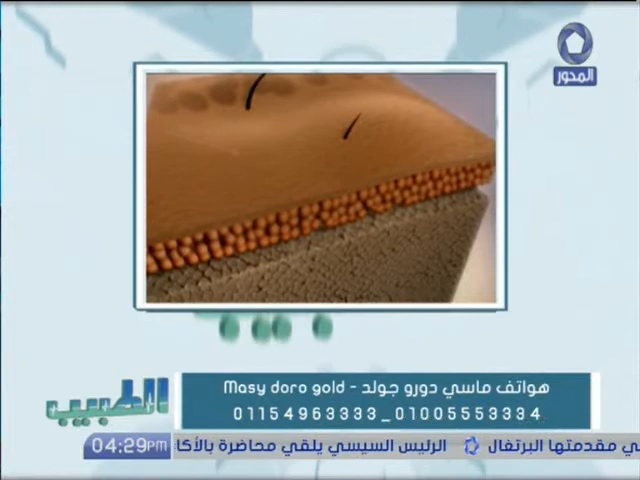 المحور
هواتف ماسي دورو جولد - Masy doro gold
01154963333_01005553334
الطبيب
04:29PM
ي مقدمتها البرتغال الرئيس السيسي يلقي محاضرة بالأكا